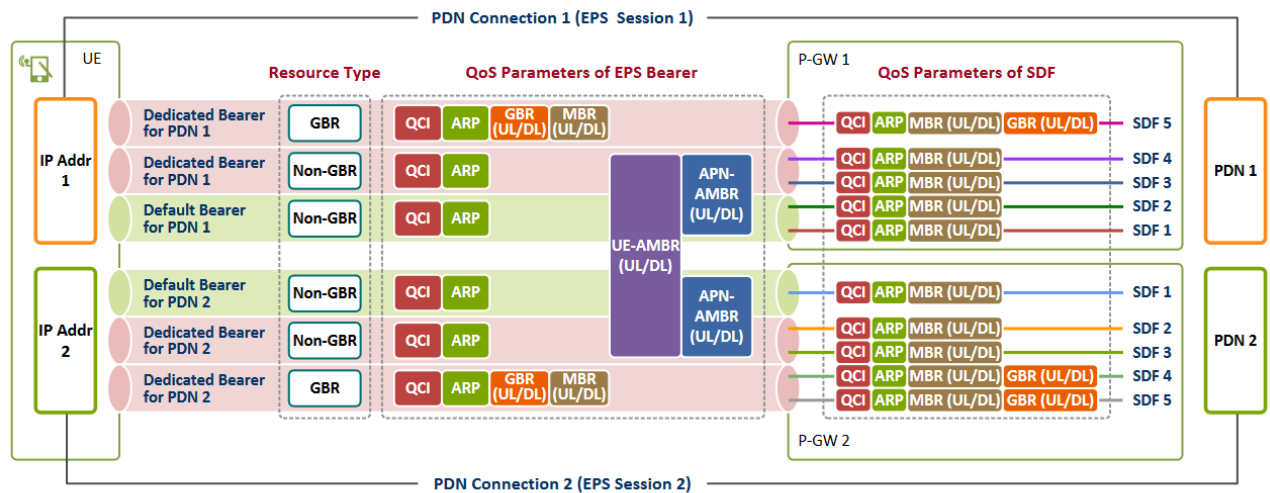 PDN Connection 1 (EPS Session 1)
UE
P-GW 1
Resource Type
QoS Parameters of EPS Bearer
QoS Parameters of SDF
IP Addr
1
Dedicated Bearer
for PDN 1
GBR
QCI
ARP
GBR
(UL/DL)
MBR
(UL/DL)
QCI
ARP
MBR (UL/DL)
GBR (UL/DL)
SDF 5
Dedicated Bearer
for PDN 1
Non-GBR
QCI
ARP
QCI
ARP
MBR (UL/DL)
SDF 4
QCI
ARP
MBR (UL/DL)
SDF 3
Default Bearer
for PDN 1
Non-GBR
QCI
ARP
APN-
AMBR
(UL/DL)
QCI
ARP
MBR (UL/DL)
SDF 2
QCI
ARP
MBR (UL/DL)
SDF 1
PDN 1
UE-AMBR
(UL/DL)
IP Addr
2
Default Bearer
for PDN 2
Non-GBR
QCI
ARP
APN-
AMBR
(UL/DL)
QCI
ARP
MBR (UL/DL)
SDF 1
Dedicated Bearer
for PDN 2
Non-GBR
QCI
ARP
QCI
ARP
MBR (UL/DL)
SDF 2
QCI
ARP
MBR (UL/DL)
SDF 3
PDN 2
Dedicated Bearer
for PDN 2
GBR
QCI
ARP
GBR
(UL/DL)
MBR
(UL/DL)
QCI
ARP
MBR (UL/DL)
GBR (UL/DL)
SDF 4
QCI
ARP
MBR (UL/DL)
GBR (UL/DL)
SDF 5
P-GW 2
PDN Connection 2 (EPS Session 2)